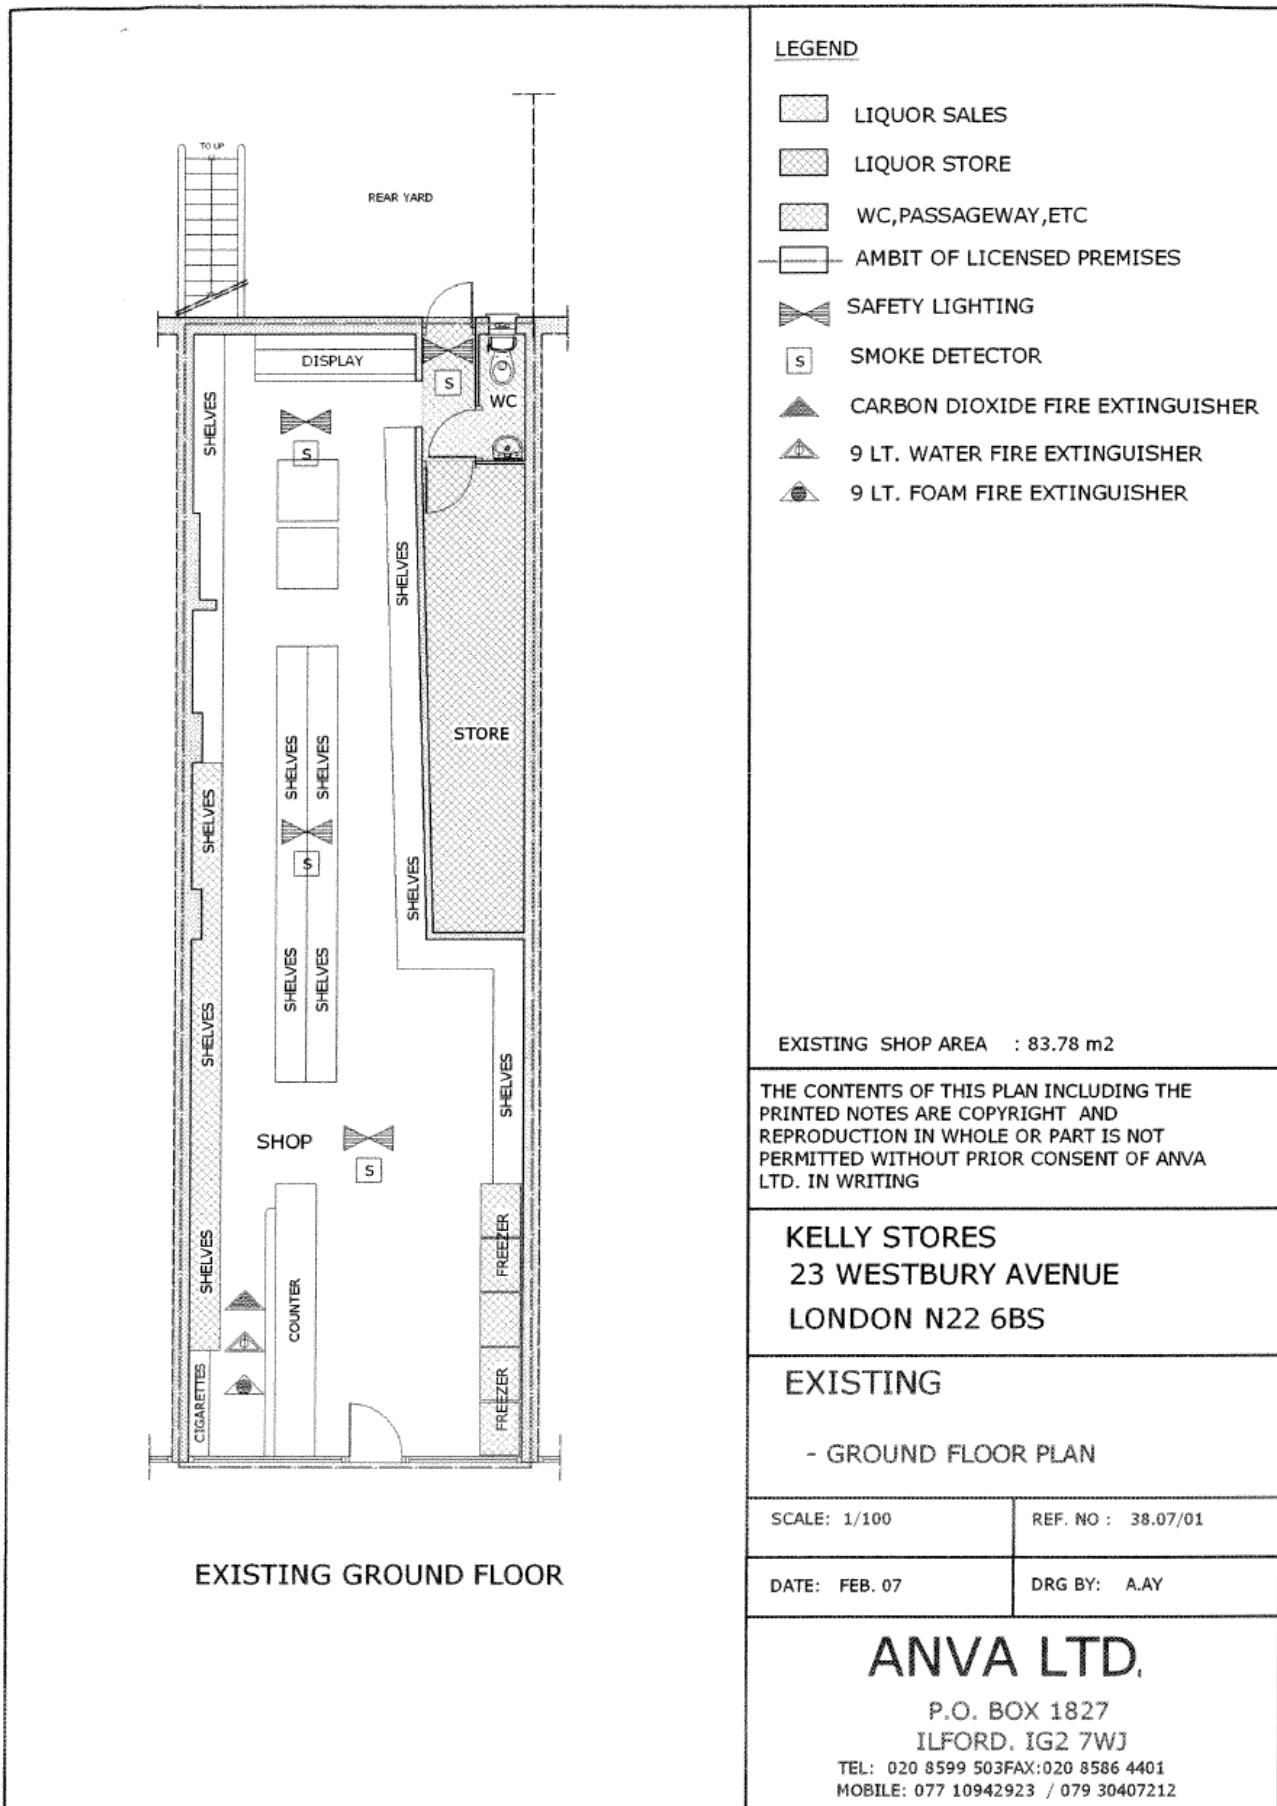 TO UP
REAR YARD
DISPLAY
S
WC
SHELVES
S
SHELVES
STORE
SHELVES
SHELVES
SHELVES
S
SHELVES
SHELVES
SHELVES
SHELVES
SHELVES
SHOP
S
SHELVES
FREEZER
COUNTER
CIGARETTES
FREEZER
EXISTING GROUND FLOOR
LEGEND
LIQUOR SALES
LIQUOR STORE
WC,PASSAGEWAY,ETC
AMBIT OF LICENSED PREMISES
SAFETY LIGHTING
S
SMOKE DETECTOR
CARBON DIOXIDE FIRE EXTINGUISHER
9 LT. WATER FIRE EXTINGUISHER
9 LT. FOAM FIRE EXTINGUISHER
EXISTING SHOP AREA : 83.78 m2
THE CONTENTS OF THIS PLAN INCLUDING THE
PRINTED NOTES ARE COPYRIGHT AND
REPRODUCTION IN WHOLE OR PART IS NOT
PERMITTED WITHOUT PRIOR CONSENT OF ANVA
LTD. IN WRITING
KELLY STORES
23 WESTBURY AVENUE
LONDON N22 6BS
EXISTING
- GROUND FLOOR PLAN
SCALE: 1/100
REF. NO : 38.07/01
DATE: FEB. 07
DRG BY: A.AY
ANVA LTD.
P.O. BOX 1827
ILFORD. IG2 7WJ
TEL: 020 8599 503FAX:020 8586 4401
MOBILE: 077 10942923 / 079 30407212